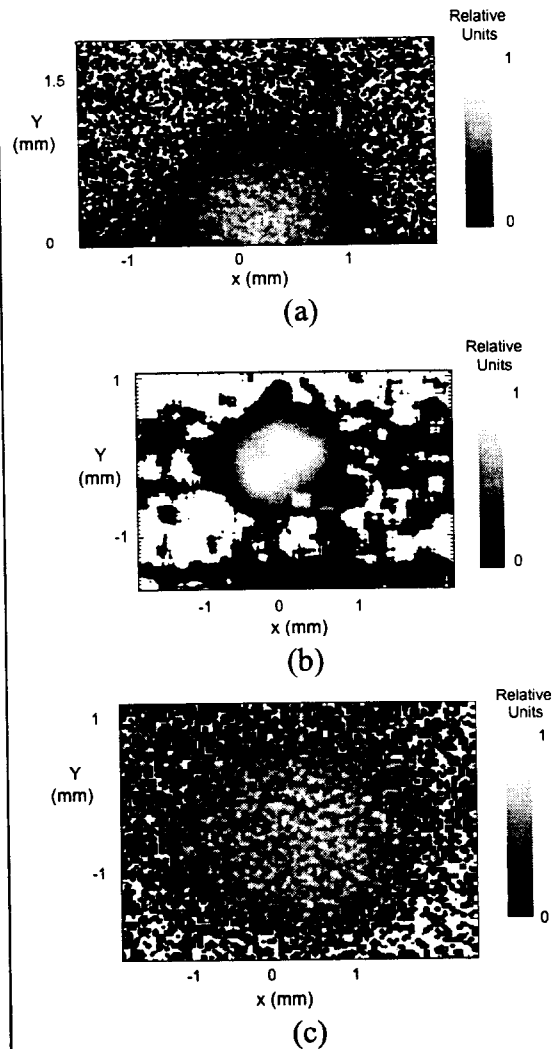 Relative
Units
1
0
1.5
Y
(mm)
0
-1
0
1
x (mm)
(a)
Relative
Units
1
0
1
Y
(mm)
-1
-1
0
1
x (mm)
(b)
Relative
Units
1
0
1
Y
(mm)
-1
-1
0
1
x (mm)
(c)